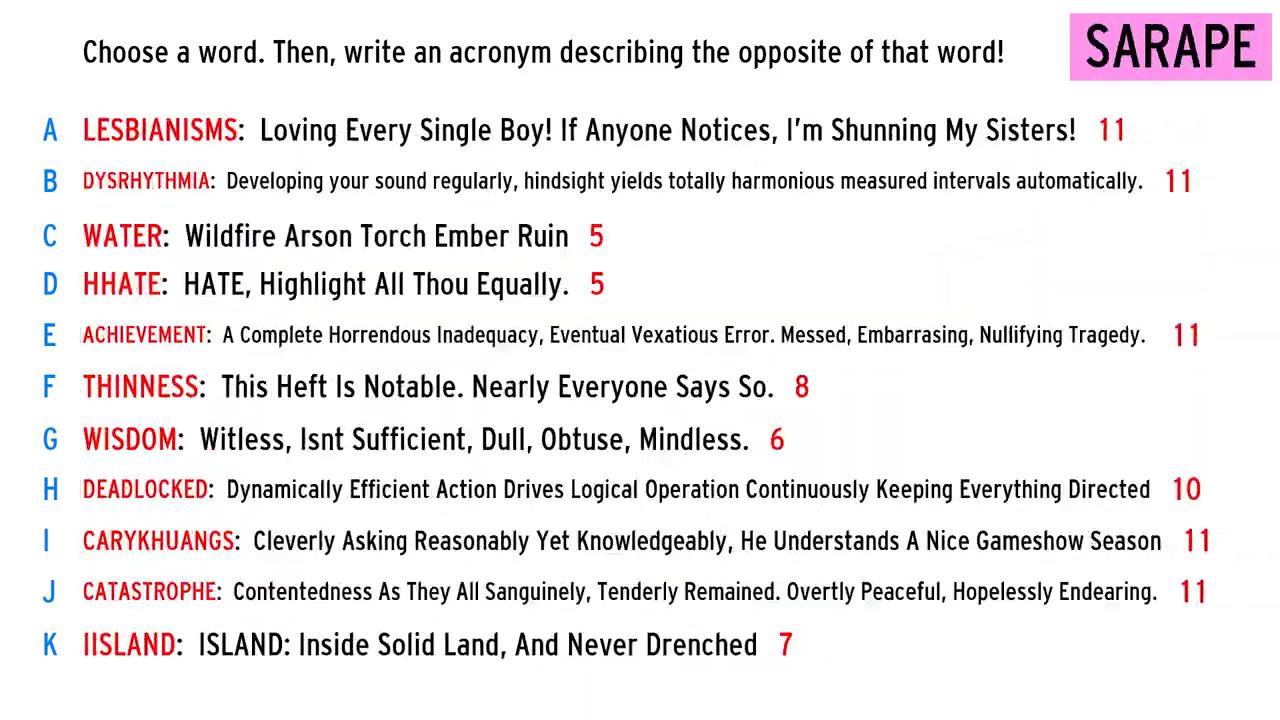 Choose a word. Then, write an acronym describing the opposite of that word!
SARAPE
A LESBIANISMS: Loving Every Single Boy! If Anyone Notices, I'm Shunning My Sisters! 11
B DYSRHYTHMIA: Developing your sound regularly, hindsight yields totally harmonious measured intervals automatically. 11
C WATER: Wildfire Arson Torch Ember Ruin 5
D HHATE: HATE, Highlight All Thou Equally. 5
E ACHIEVEMENT: A Complete Horrendous Inadequacy, Eventual Vexatious Error. Messed, Embarrasing, Nullifying Tragedy. 11
F THINNESS: This Heft Is Notable. Nearly Everyone Says So. 8
G WISDOM: Witless, Isnt Sufficient, Dull, Obtuse, Mindless. 6
H DEADLOCKED: Dynamically Efficient Action Drives Logical Operation Continuously Keeping Everything Directed 10
I CARYKHUANGS: Cleverly Asking Reasonably Yet Knowledgeably, He Understands A Nice Gameshow Season 11
J CATASTROPHE: Contentedness As They All Sanguinely, Tenderly Remained. Overtly Peaceful, Hopelessly Endearing. 11
K IISLAND: ISLAND: Inside Solid Land, And Never Drenched 7